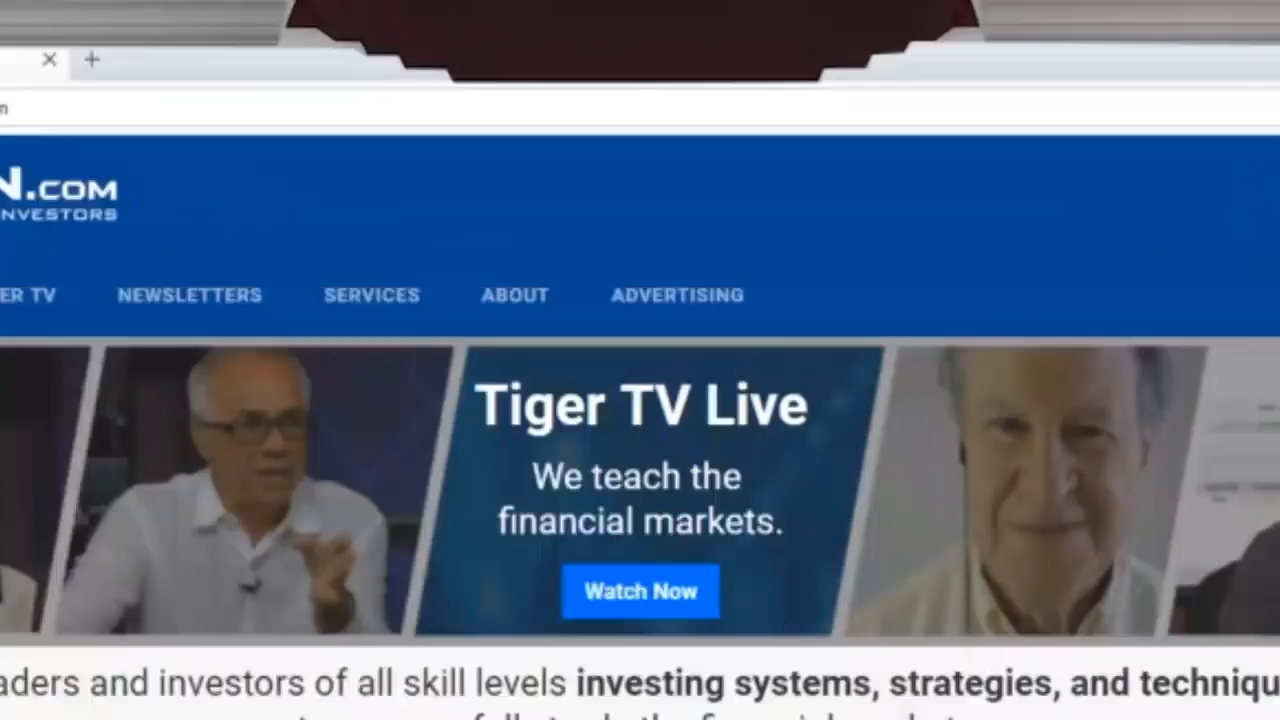 n
N.COM
INVESTORS
ER TV NEWSLETTERS SERVICES ABOUT ADVERTISING
Tiger TV Live
We teach the
financial markets.
Watch Now
aders and investors of all skill levels investing systems, strategies, and techniqu